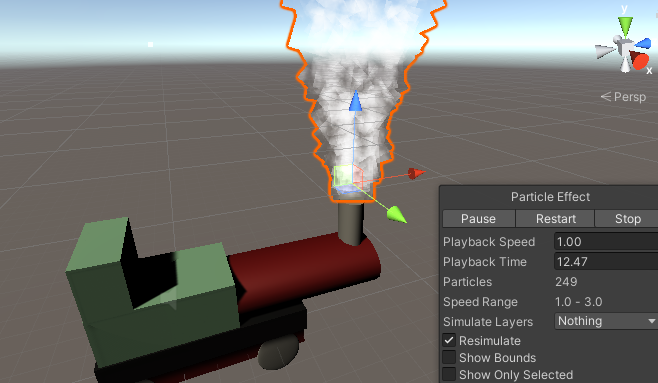 y
x
Persp
Particle Effect
Pause Restart Stop
Playback Speed 1.00
Playback Time 12.47
Particles 249
Speed Range 1.0 - 3.0
Simulate Layers Nothing
Resimulate
Show Bounds
Show Only Selected